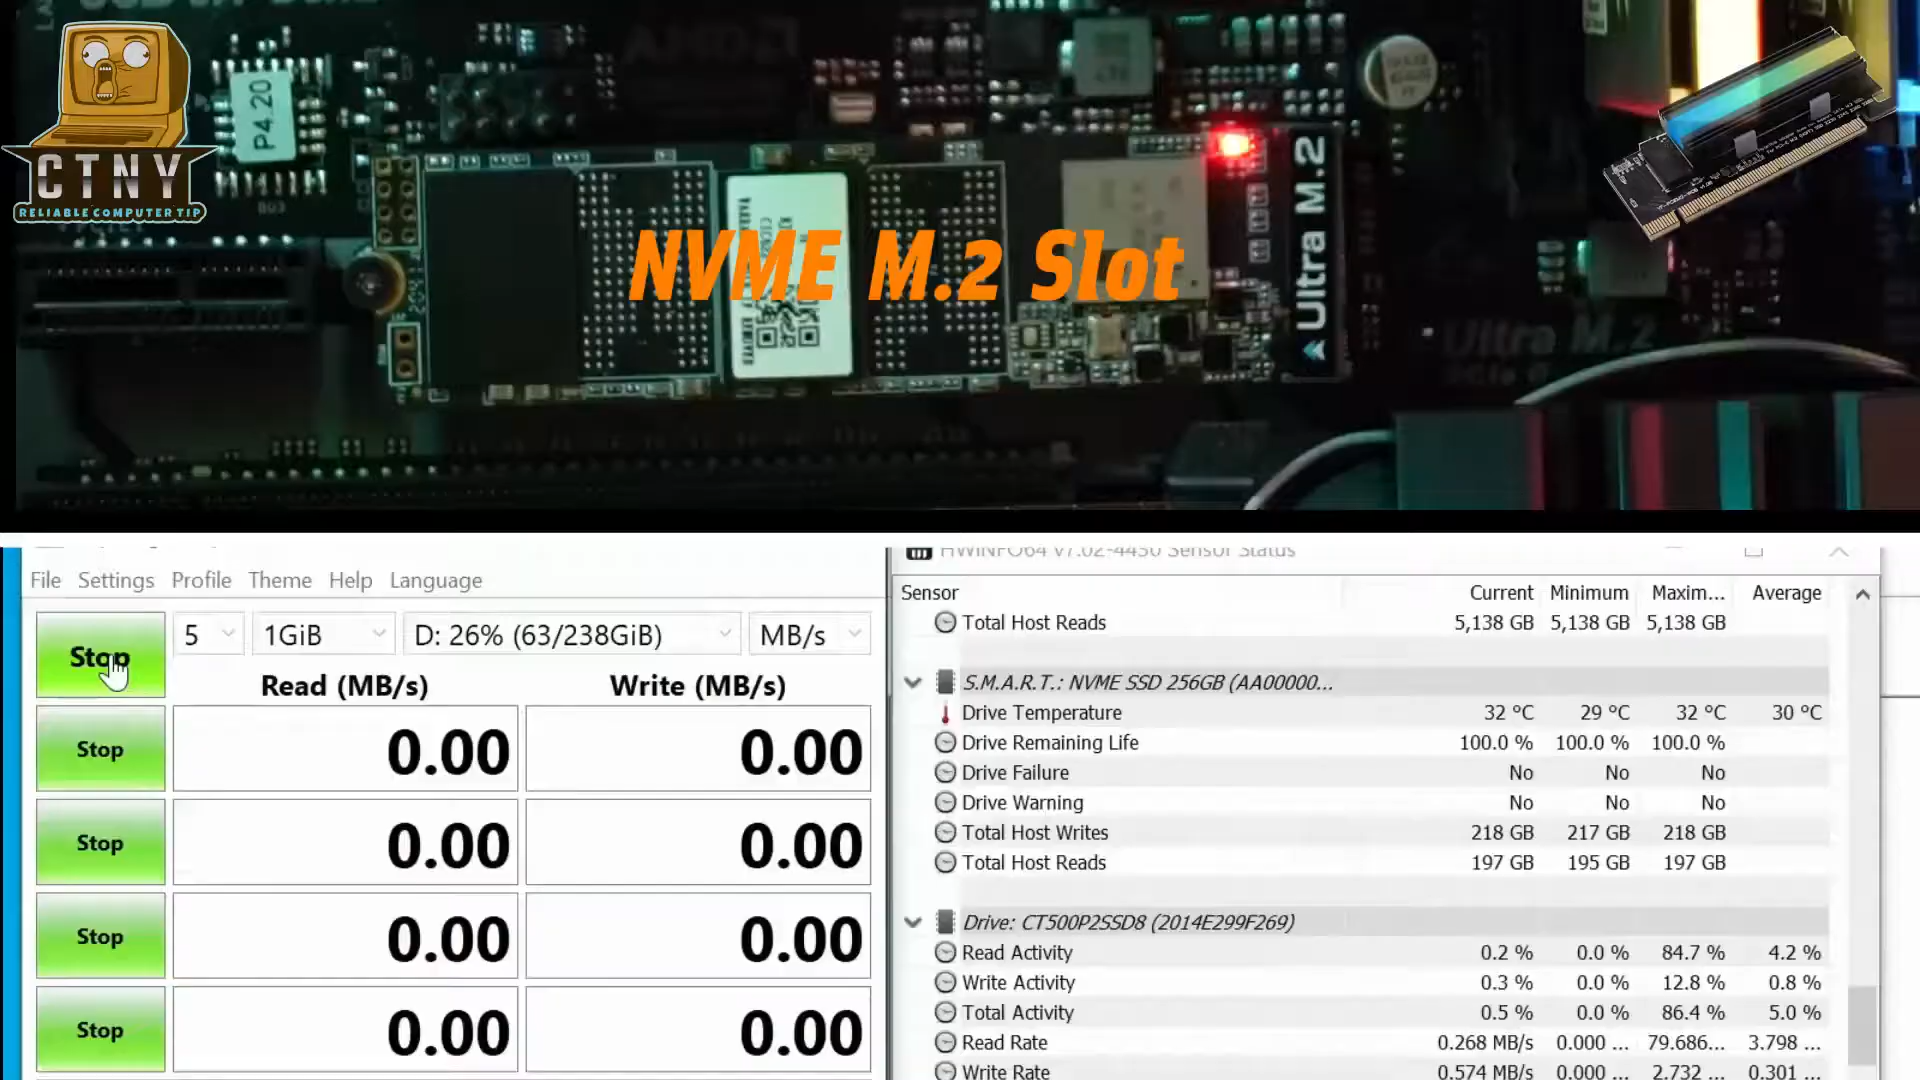 CTNY
RELIABLE COMPUTER TIP
P4.20
NVME M.2 Slot
Ultra M.2
Ultra M.2
HWiNFO64 v7.02-4450 Sensor Status
File Settings Profile Theme Help Language
Stop 5 1GiB D: 26% (63/238GiB) MB/s
Read (MB/s) Write (MB/s)
Stop 0.00 0.00
Stop 0.00 0.00
Stop 0.00 0.00
Stop 0.00 0.00
Sensor Current Minimum Maxim... Average
Total Host Reads 5,138 GB 5,138 GB 5,138 GB
S.M.A.R.T.: NVME SSD 256GB (AA00000...
Drive Temperature 32 °C 29 °C 32 °C 30 °C
Drive Remaining Life 100.0 % 100.0 % 100.0 %
Drive Failure No No No
Drive Warning No No No
Total Host Writes 218 GB 217 GB 218 GB
Total Host Reads 197 GB 195 GB 197 GB
Drive: CT500P2SSD8 (2014E299F269)
Read Activity 0.2 % 0.0 % 84.7 % 4.2 %
Write Activity 0.3 % 0.0 % 12.8 % 0.8 %
Total Activity 0.5 % 0.0 % 86.4 % 5.0 %
Read Rate 0.268 MB/s 0.000 ... 79.686... 3.798 ...
Write Rate 0.574 MB/s 0.000 ... 2.732 ... 0.301 ...